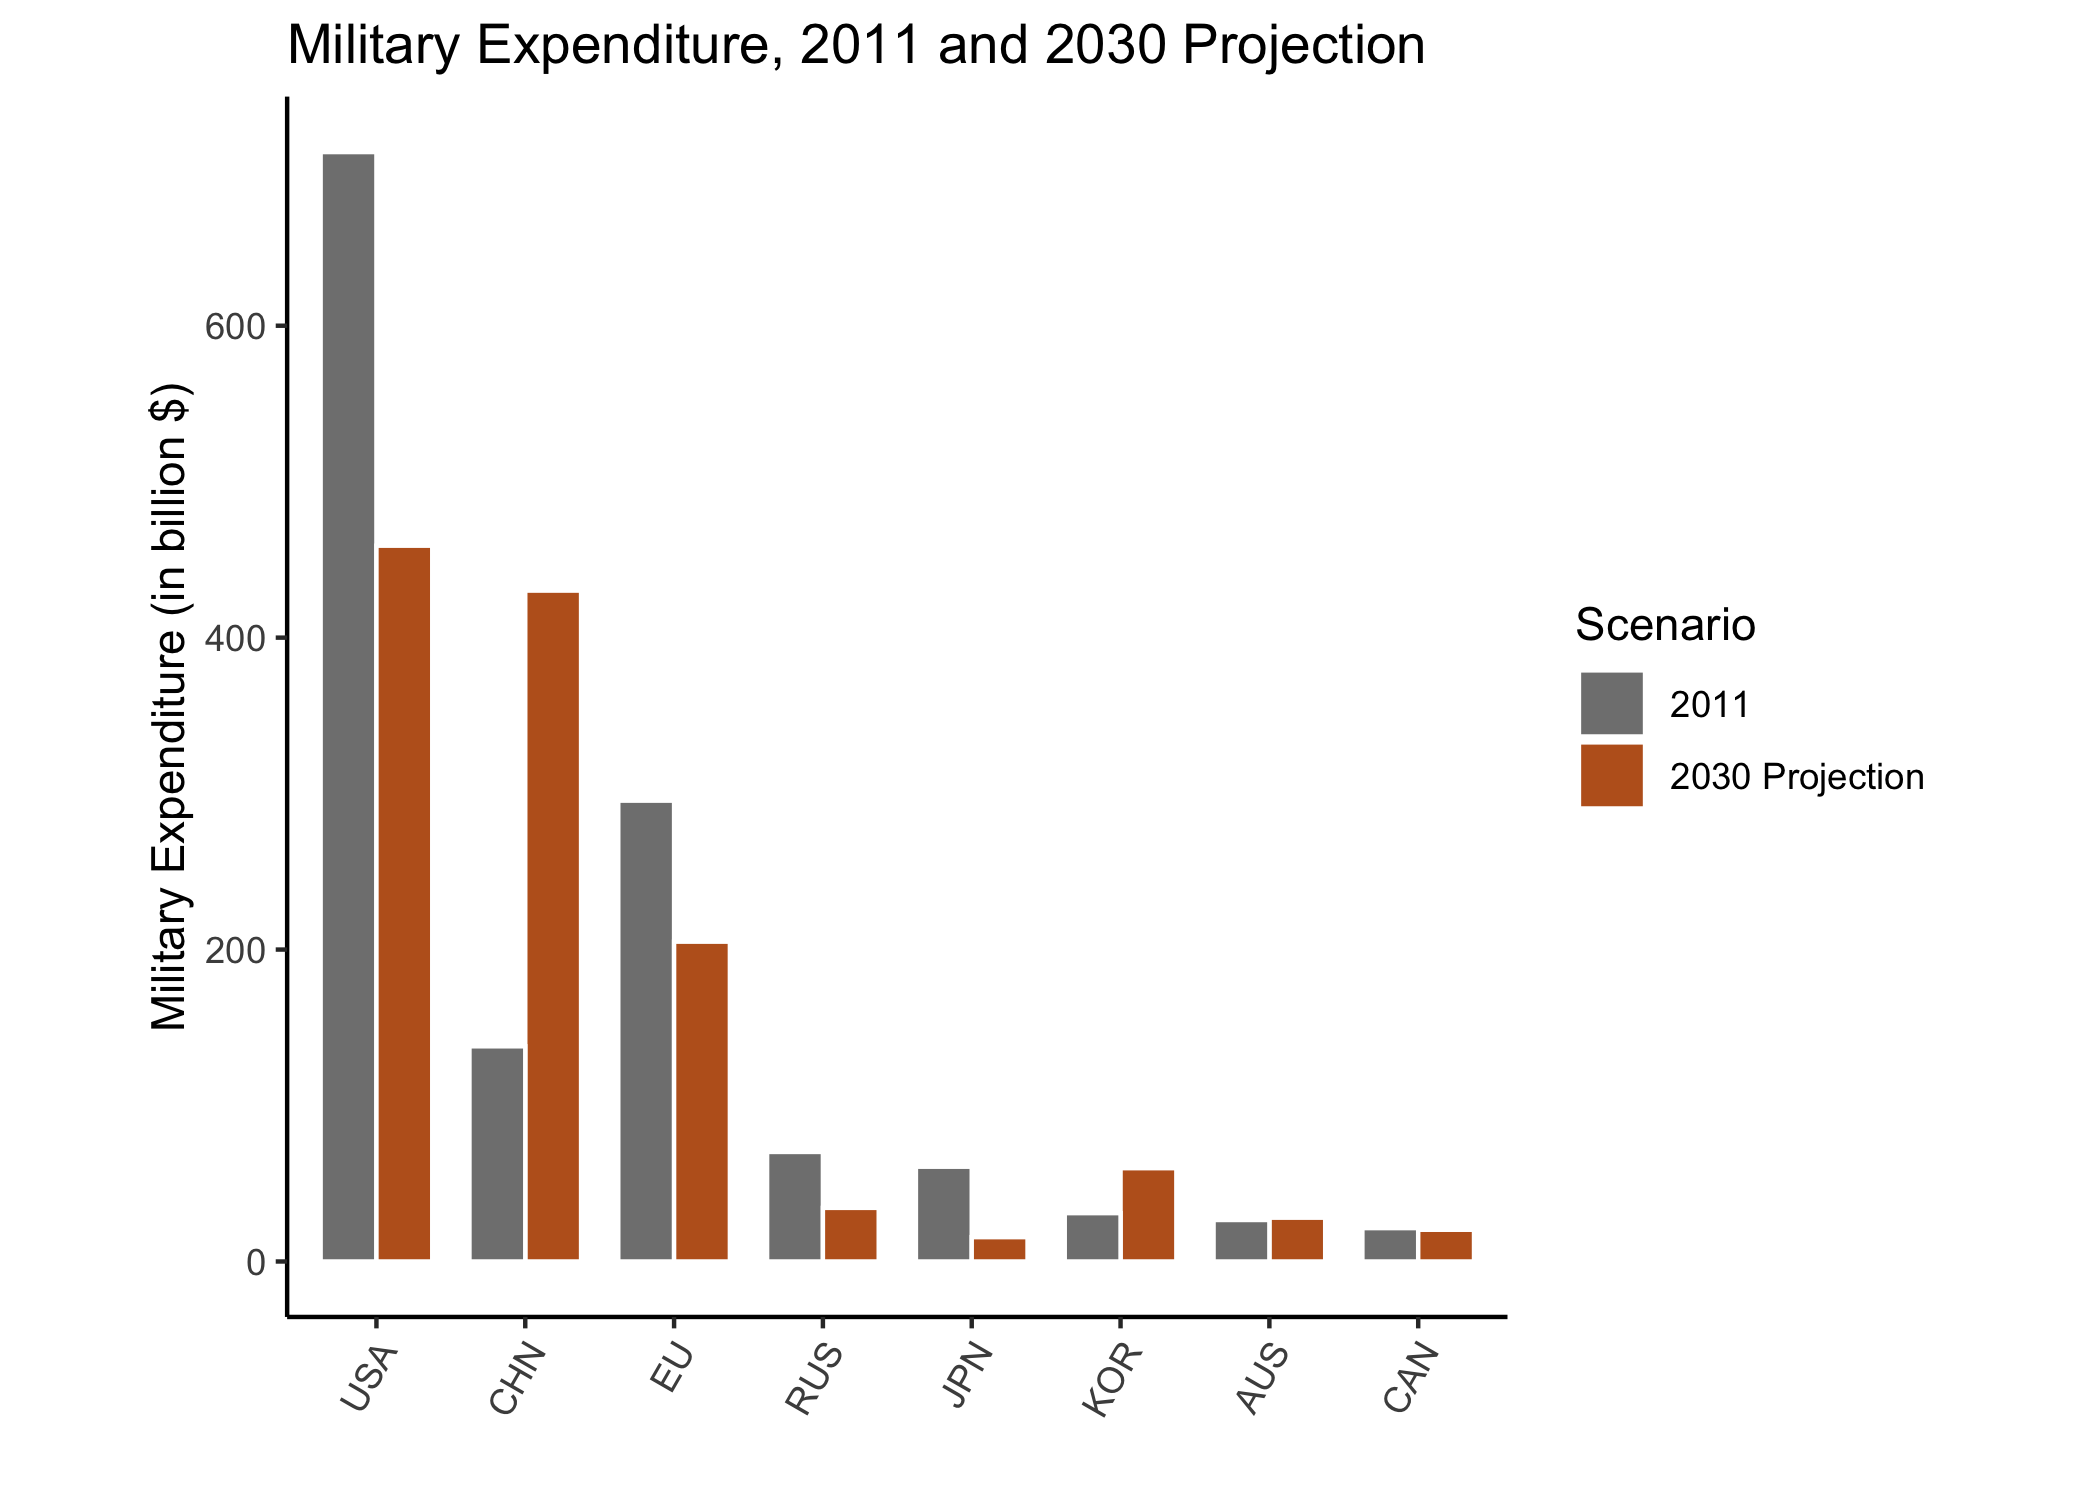 Military Expenditure, 2011 and 2030 Projection
Military Expenditure (in billion $)
600
400
200
0
USA
CHN
EU
RUS
JPN
KOR
AUS
CAN
Scenario
2011
2030 Projection